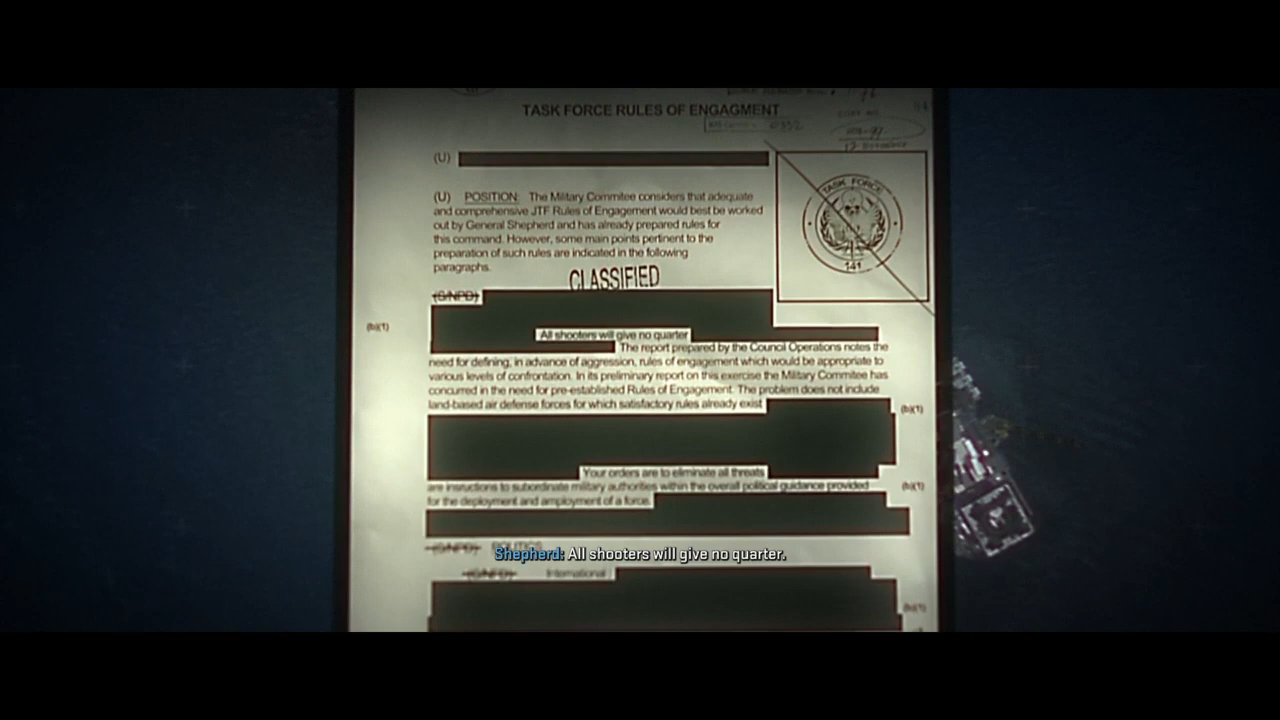 TASK FORCE RULES OF ENGAGMENT
(U)
(U) POSITION: The Military Commitee considers that adequate
and comprehensive JTF Rules of Engagement would best be worked
out by General Shepherd and has already prepared rules for
this command. However, some main points pertinent to the
preparation of such rules are indicated in the following
paragraphs.
TASK FORCE
141
CLASSIFIED
(S/NPD)
(b)(1)
All shooters will give no quarter
The report prepared by the Council Operations notes the
need for defining, in advance of aggression, rules of engagement which would be appropriate to
various levels of confrontation. In its preliminary report on this exercise the Military Commitee has
concurred in the need for pre-established Rules of Engagement. The problem does not include
land-based air defense forces for which satisfactory rules already exist
(b)(1)
Your orders are to eliminate all threats
are insructions to subordinate military authorities within the overall political guidance provided
(b)(1)
for the deployment and amployment of a force.
(S/NPD) POLITICS
Shepherd: All shooters will give no quarter.
(S/NPD) International
(b)(1)